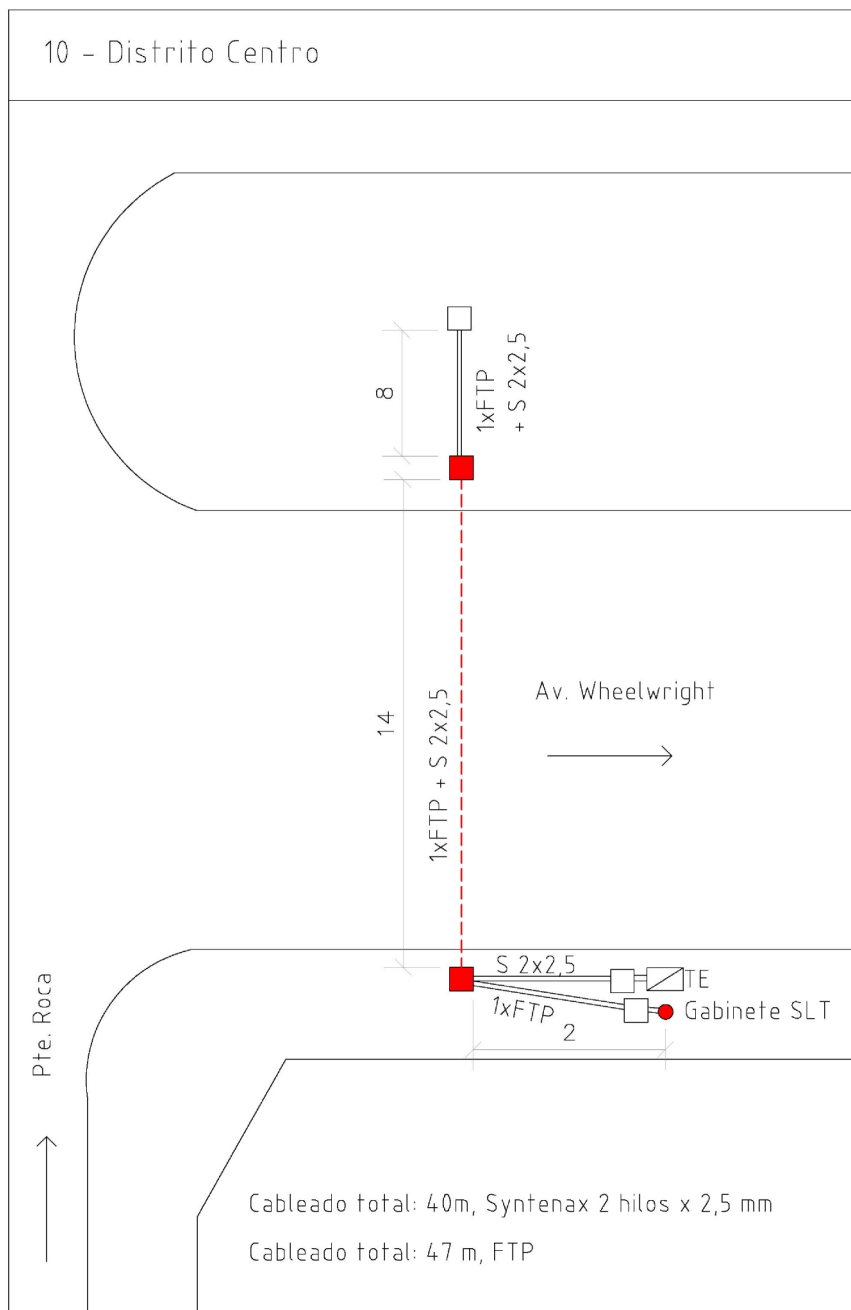 10 - Distrito Centro
8
1xFTP
+ S 2x2,5
14
1xFTP + S 2x2,5
Av. Wheelwright
S 2x2,5
TE
1xFTP
Gabinete SLT
2
Pte. Roca
Cableado total: 40m, Syntenax 2 hilos x 2,5 mm
Cableado total: 47 m, FTP